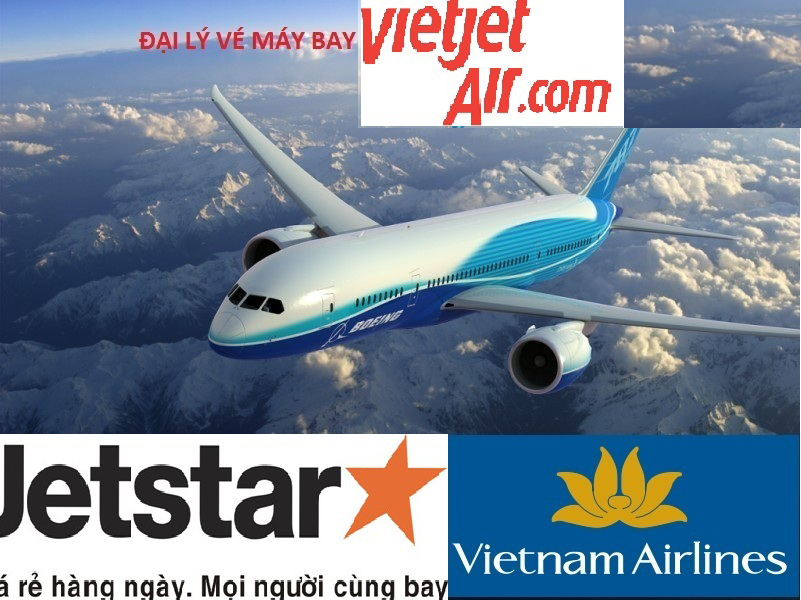 ĐẠI LÝ VÉ MÁY BAY
vietjet
Air.com
787
BOEING
Jetstar
á rẻ hàng ngày. Mọi người cùng bay
Vietnam Airlines